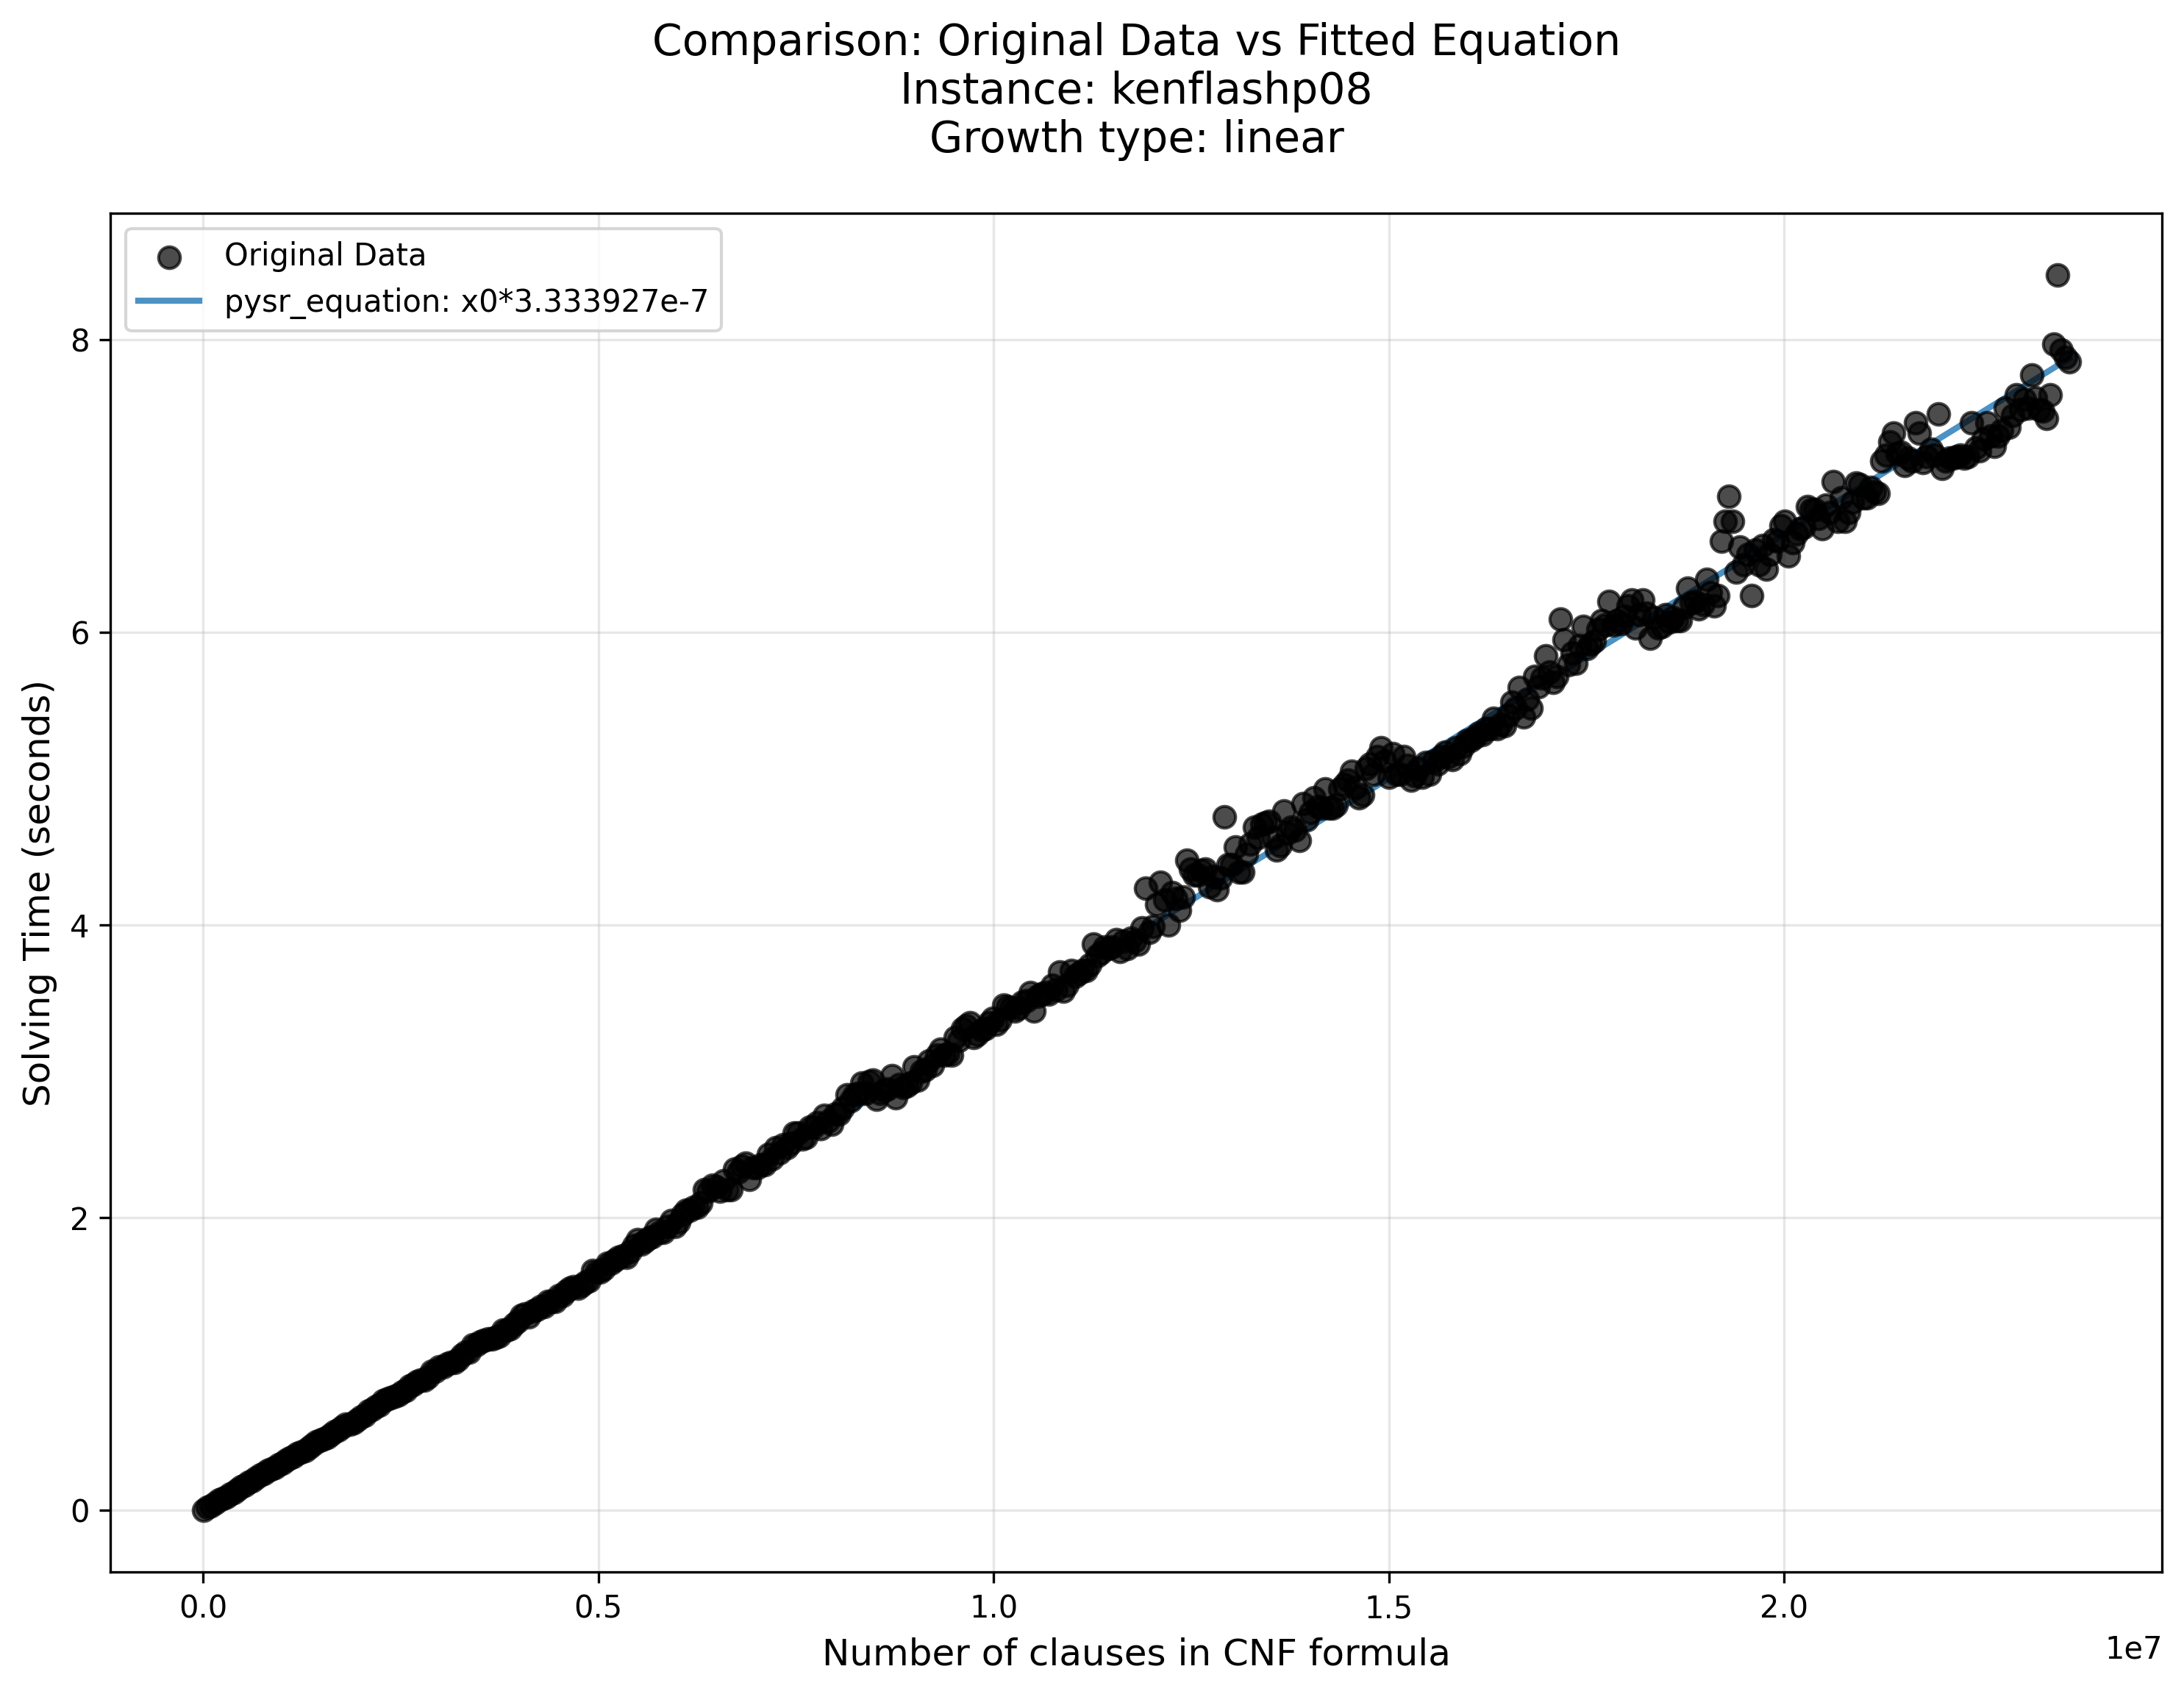 Comparison: Original Data vs Fitted Equation
Instance: kenflashp08
Growth type: linear
Original Data
pysr_equation: x0*3.333927e-7
Solving Time (seconds)
8
6
4
2
0
0.0 0.5 1.0 1.5 2.0
1e7
Number of clauses in CNF formula